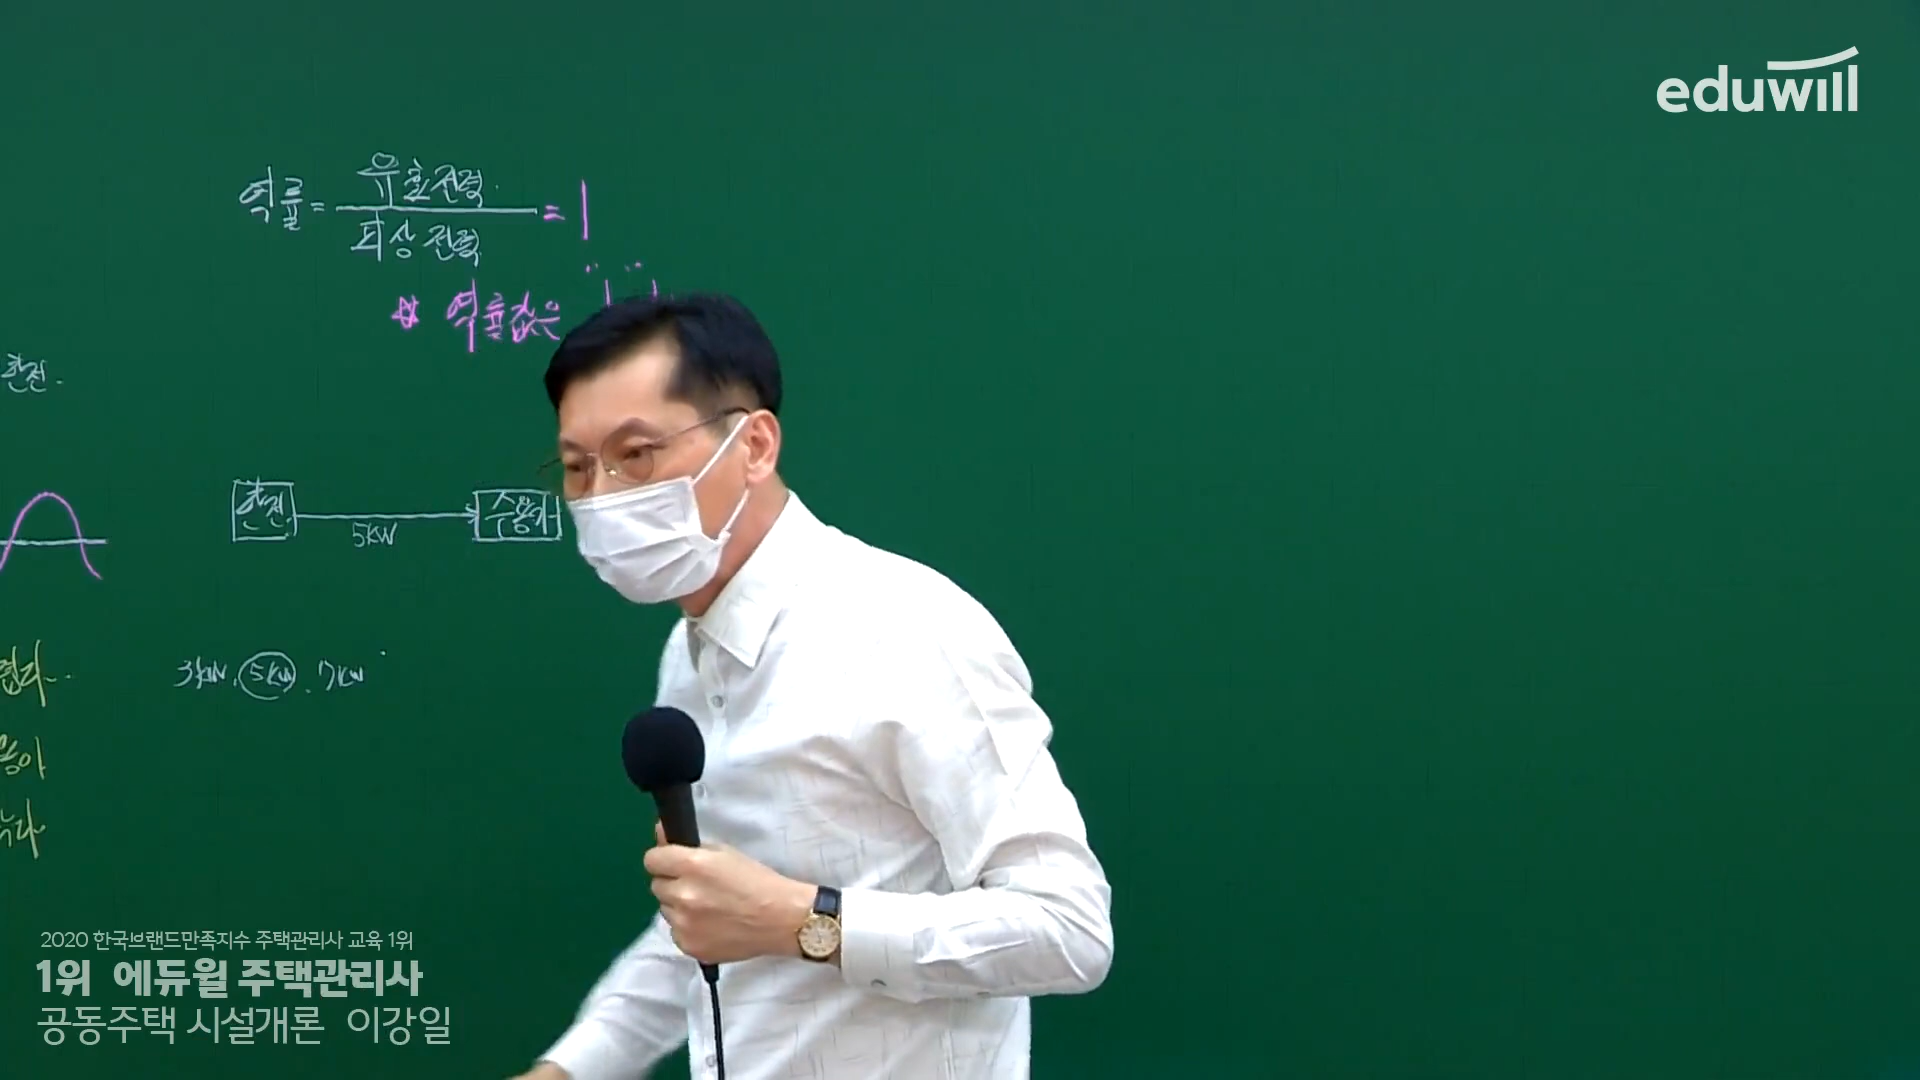 eduwill
역률 = 유효전력 / 피상전력 = 1
역률값은
한전.
한전
5KW
수용가
3kW, 5kW, 7kW
2020 한국브랜드만족지수 주택관리사 교육 1위
1위 에듀윌 주택관리사
공동주택 시설개론 이강일